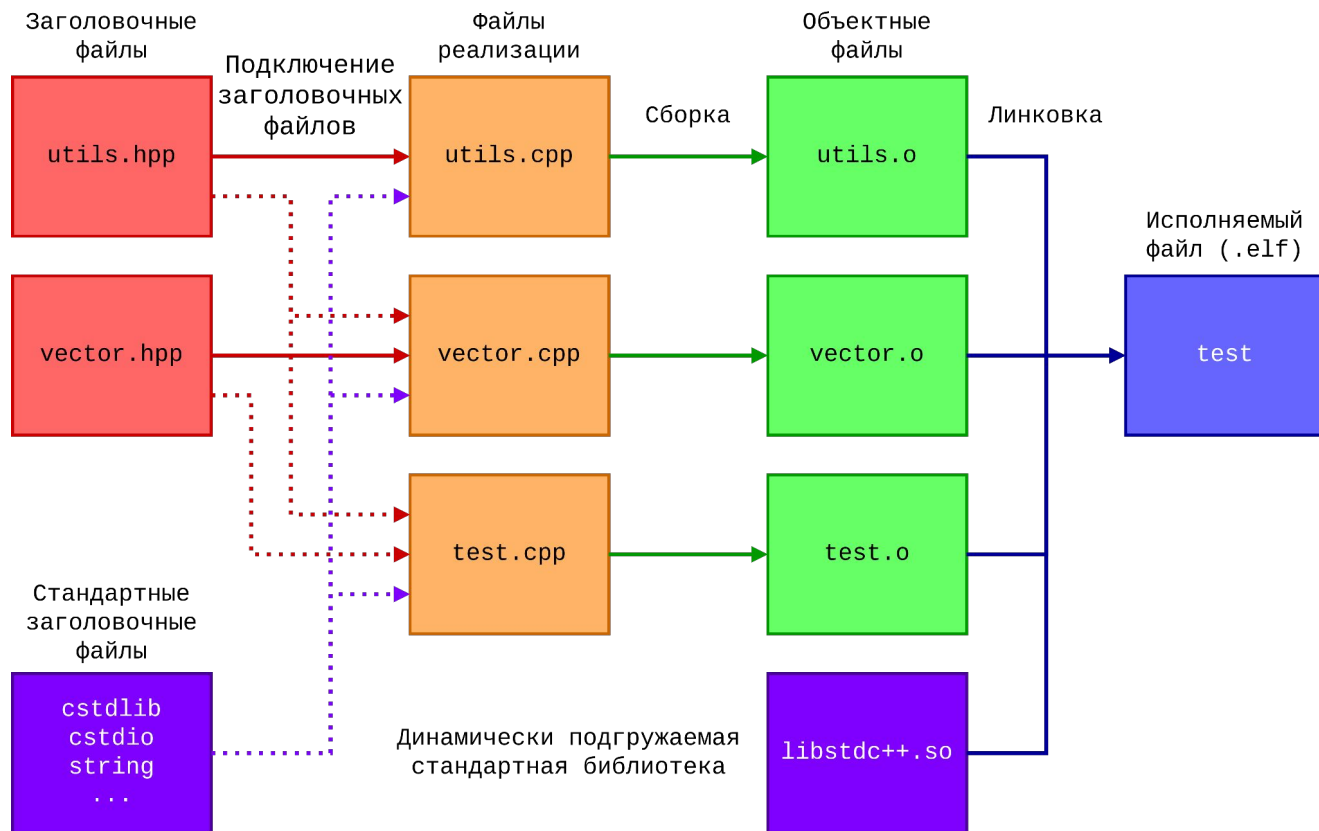 Заголовочные
файлы
Подключение
заголовочных
файлов
Файлы
реализации
Объектные
файлы
Сборка
Линковка
utils.hpp
utils.cpp
utils.o
Исполняемый
файл (.elf)
vector.hpp
vector.cpp
vector.o
test
test.cpp
test.o
Стандартные
заголовочные
файлы
cstdlib
cstdio
string
...
Динамически подгружаемая
стандартная библиотека
libstdc++.so